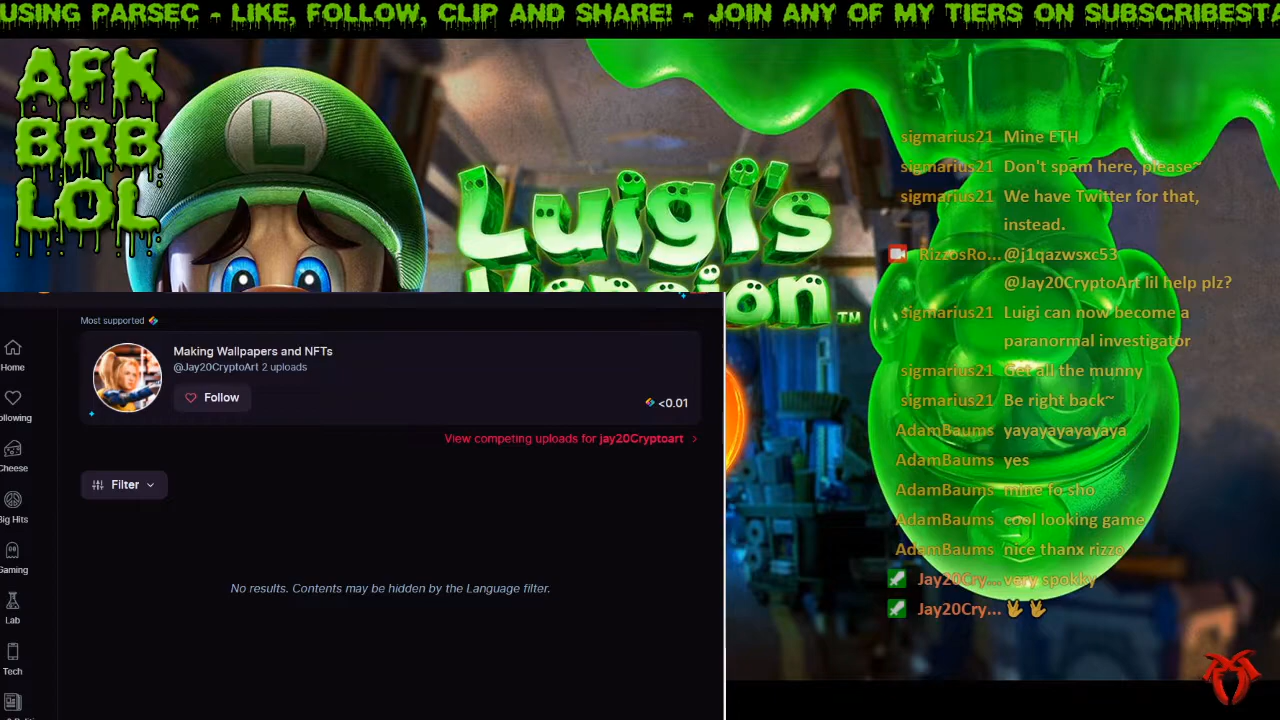 USING PARSEC - LIKE, FOLLOW, CLIP AND SHARE! - JOIN ANY OF MY TIERS ON SUBSCRIBESTA
AFK
BRB
LOL
L
Luigi's
sigmarius21 Mine ETH
sigmarius21 Don't spam here, please~
sigmarius21 We have Twitter for that,
instead.
RizzosRo... @j1qazwsxc53
@Jay20CryptoArt lil help plz?
sigmarius21 Luigi can now become a
paranormal investigator
sigmarius21 Get all the munny
sigmarius21 Be right back~
AdamBaums yayayayayayaya
AdamBaums yes
AdamBaums mine fo sho
AdamBaums cool looking game
AdamBaums nice thanx rizzo
Jay20Cry... very spokky
Jay20Cry... 🖖 🖖
TM
Most supported
Making Wallpapers and NFTs
@Jay20CryptoArt 2 uploads
Follow
<0.01
View competing uploads for jay20Cryptoart >
Filter
No results. Contents may be hidden by the Language filter.
Home
ollowing
Cheese
Big Hits
Gaming
Lab
Tech